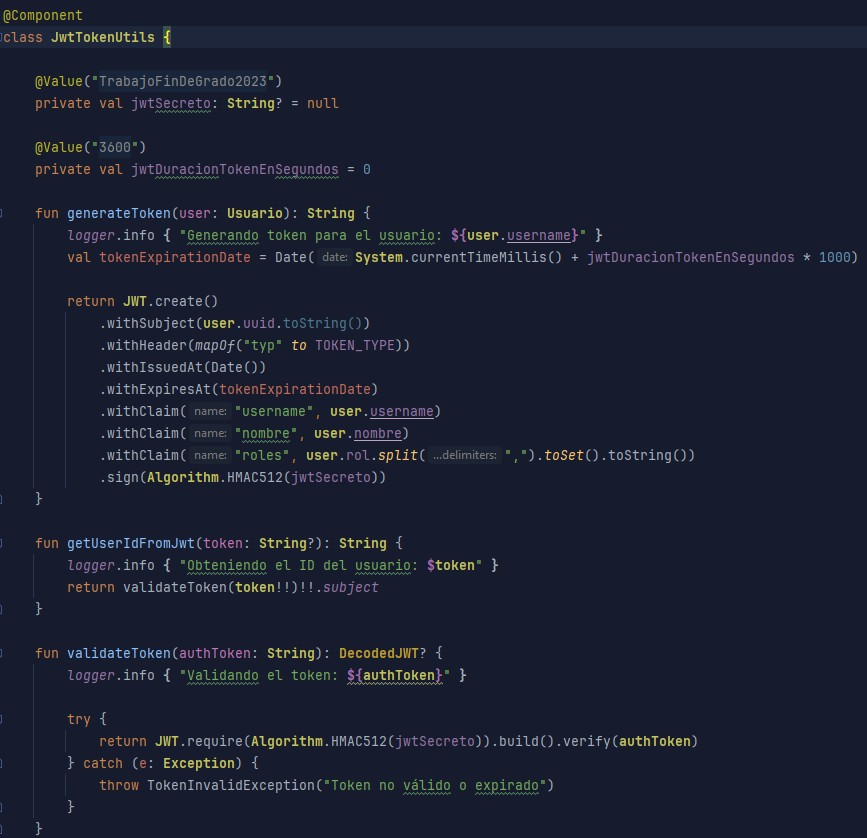 @Component
class JwtTokenUtils {
@Value("TrabajoFinDeGrado2023")
private val jwtSecreto: String? = null
@Value("3600")
private val jwtDuracionTokenEnSegundos = 0
fun generateToken(user: Usuario): String {
logger.info { "Generando token para el usuario: ${user.username}" }
val tokenExpirationDate = Date( date: System.currentTimeMillis() + jwtDuracionTokenEnSegundos * 1000)
return JWT.create()
.withSubject(user.uuid.toString())
.withHeader(mapOf("typ" to TOKEN_TYPE))
.withIssuedAt(Date())
.withExpiresAt(tokenExpirationDate)
.withClaim( name: "username", user.username)
.withClaim( name: "nombre", user.nombre)
.withClaim( name: "roles", user.rol.split( ...delimiters: ",").toSet().toString())
.sign(Algorithm.HMAC512(jwtSecreto))
}
fun getUserIdFromJwt(token: String?): String {
logger.info { "Obteniendo el ID del usuario: $token" }
return validateToken(token!!)!!.subject
}
fun validateToken(authToken: String): DecodedJWT? {
logger.info { "Validando el token: ${authToken}" }
try {
return JWT.require(Algorithm.HMAC512(jwtSecreto)).build().verify(authToken)
} catch (e: Exception) {
throw TokenInvalidException("Token no válido o expirado")
}
}